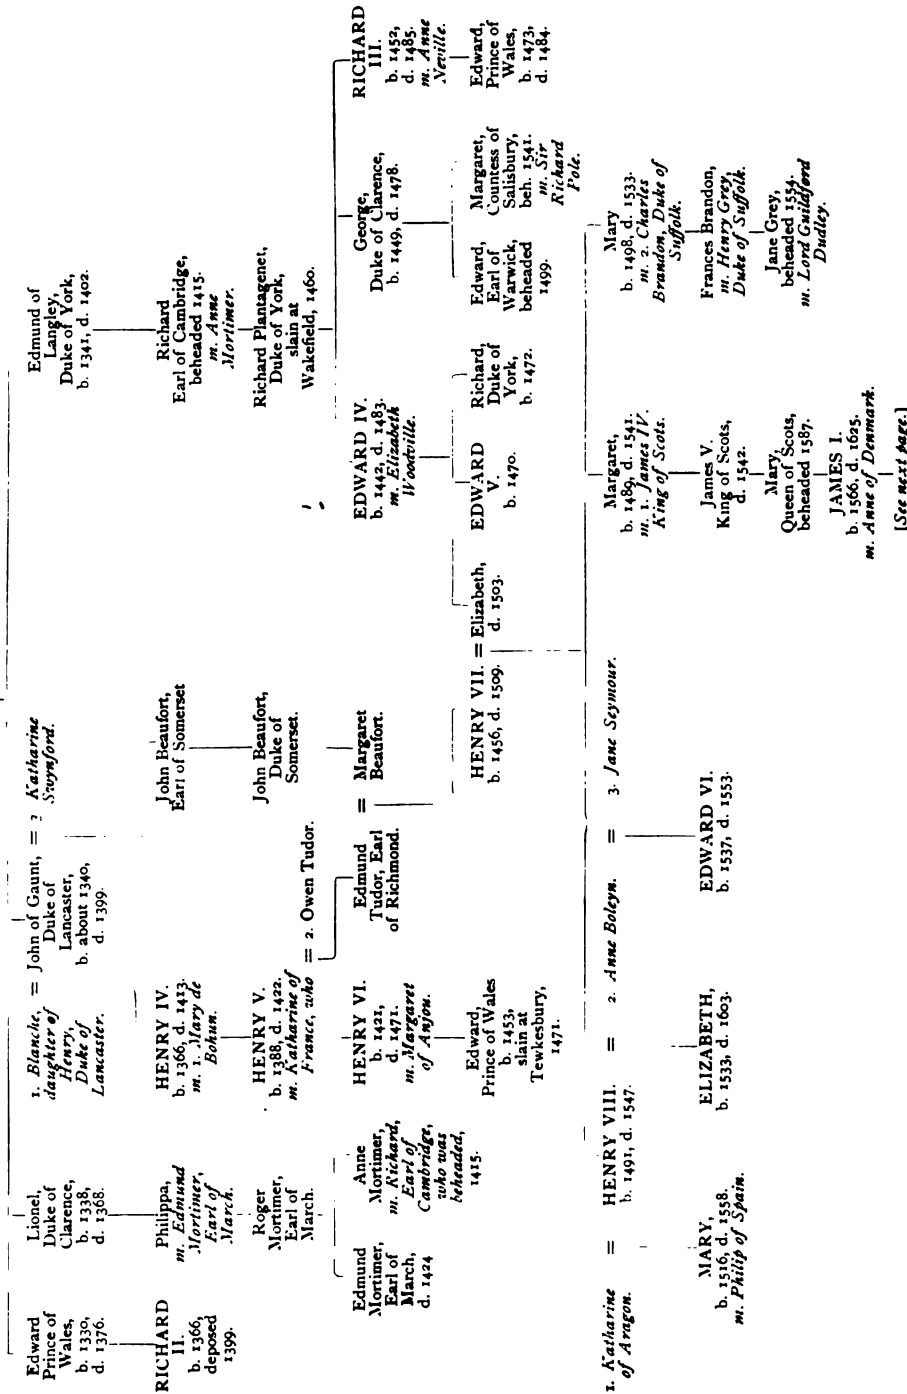 Edward
Prince of
Wales,
b. 1330,
d. 1376.
Lionel,
Duke of
Clarence,
b. 1338,
d. 1368.
1. Blanche,
daughter of
Henry,
Duke of
Lancaster.
= John of Gaunt,
Duke of
Lancaster,
b. about 1340,
d. 1399.
= 3 Katharine
Swynford.
Edmund of
Langley,
Duke of York,
b. 1341, d. 1402.
RICHARD
II.
b. 1366,
deposed
1399.
Philippa,
m. Edmund
Mortimer,
Earl of
March.
HENRY IV.
b. 1366, d. 1413.
m. 1. Mary de
Bohun.
John Beaufort,
Earl of Somerset
Richard
Earl of Cambridge,
beheaded 1415.
m. Anne
Mortimer.
Roger
Mortimer,
Earl of
March.
HENRY V.
b. 1388, d. 1422.
m. Katharine of
France, who
= 2. Owen Tudor.
John Beaufort,
Duke of
Somerset.
Richard Plantagenet,
Duke of York,
slain at
Wakefield, 1460.
Edmund
Mortimer,
Earl of
March,
d. 1424
Anne
Mortimer,
m. Richard,
Earl of
Cambridge,
who was
beheaded,
1415.
HENRY VI.
b. 1421,
d. 1471.
m. Margaret
of Anjou.
Edmund
Tudor, Earl
of Richmond.
=
Margaret
Beaufort.
EDWARD IV.
b. 1442, d. 1483.
m. Elizabeth
Woodville.
George,
Duke of Clarence,
b. 1449, d. 1478.
RICHARD
III.
b. 1452,
d. 1485.
m. Anne
Neville.
Edward,
Prince of Wales
b. 1453,
slain at
Tewkesbury,
1471.
HENRY VII.
b. 1456, d. 1509.
= Elizabeth,
d. 1503.
EDWARD
V.
b. 1470.
Richard,
Duke of
York,
b. 1472.
Edward,
Earl of
Warwick,
beheaded
1499.
Margaret,
Countess of
Salisbury,
beh. 1541.
m. Sir
Richard
Pole.
Edward,
Prince of
Wales,
b. 1473,
d. 1484.
1. Katharine
of Aragon.
=
HENRY VIII.
b. 1491, d. 1547.
=
2. Anne Boleyn.
=
3. Jane Seymour.
Margaret,
b. 1489, d. 1541.
m. 1. James IV.
King of Scots.
Mary
b. 1498, d. 1533.
m. 2. Charles
Brandon, Duke of
Suffolk.
MARY,
b. 1516, d. 1558.
m. Philip of Spain.
ELIZABETH,
b. 1533, d. 1603.
EDWARD VI.
b. 1537, d. 1553.
James V.
King of Scots,
d. 1542.
Frances Brandon,
m. Henry Grey,
Duke of Suffolk.
Mary,
Queen of Scots,
beheaded 1587.
Jane Grey,
beheaded 1554.
m. Lord Guildford
Dudley.
JAMES I.
b. 1566, d. 1625.
m. Anne of Denmark.
[See next page.]